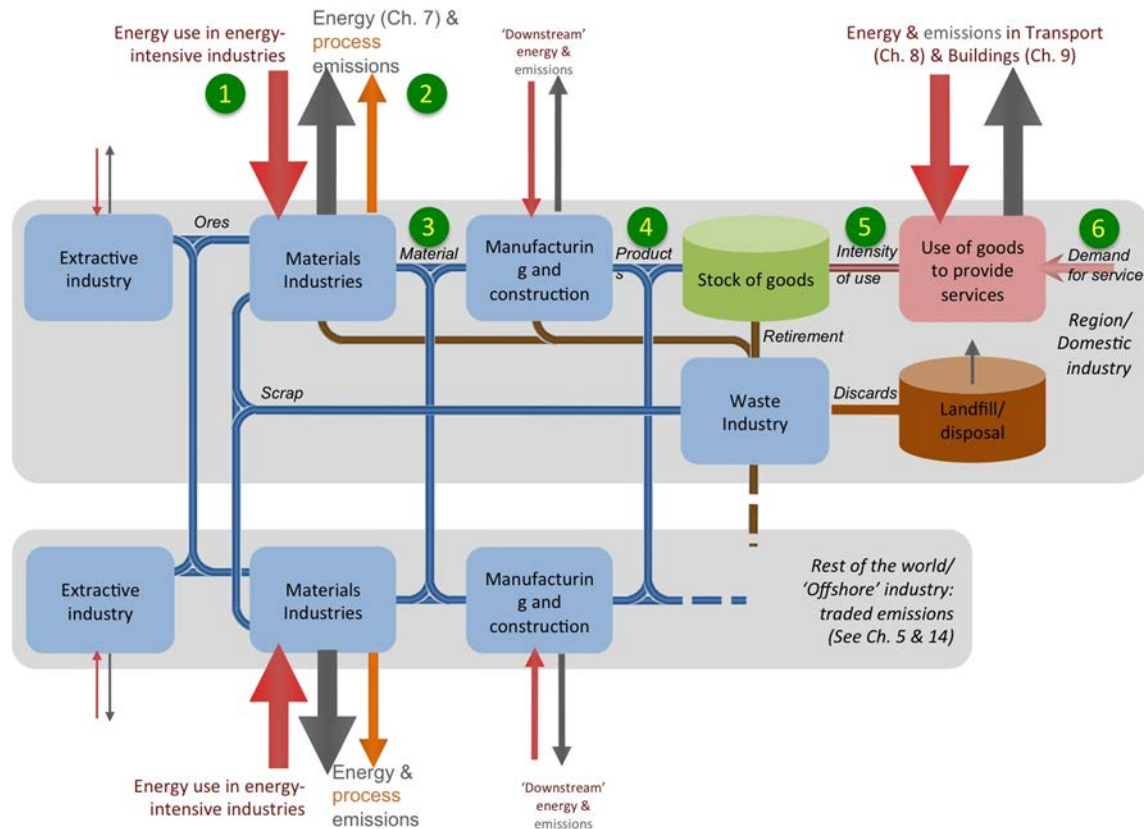 Energy use in energy-
intensive industries
Energy (Ch. 7) &
process
emissions
'Downstream'
energy &
emissions
Energy & emissions in Transport
(Ch. 8) & Buildings (Ch. 9)
1
2
Extractive
industry
Ores
Materials
Industries
3
Material
Manufacturin
g and
construction
4
Product
s
Stock of goods
5
Intensity
of use
Use of goods
to provide
services
6
Demand
for service
Region/
Domestic
industry
Retirement
Scrap
Waste
Industry
Discards
Landfill/
disposal
Extractive
industry
Materials
Industries
Manufacturin
g and
construction
Rest of the world/
'Offshore' industry:
traded emissions
(See Ch. 5 & 14)
Energy use in energy-
intensive industries
Energy &
process
emissions
'Downstream'
energy &
emissions